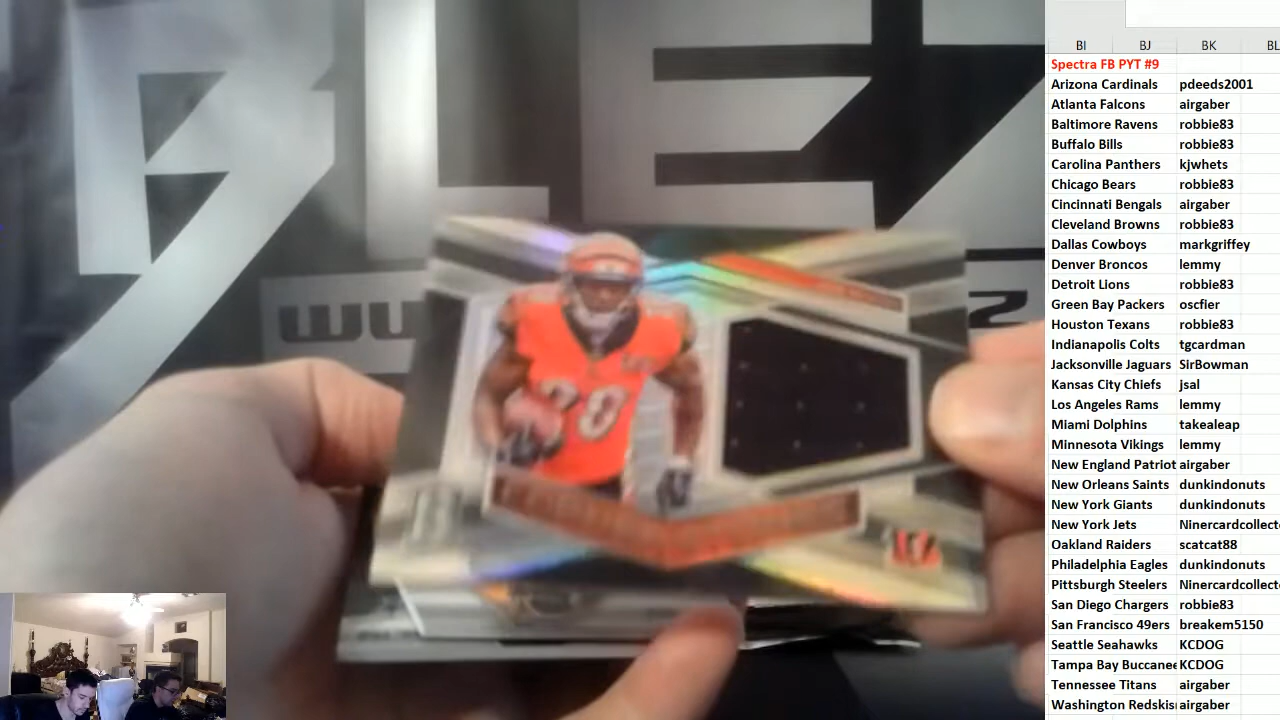 BLEZ
BI BJ BK BL
Spectra FB PYT #9
Arizona Cardinals pdeeds2001
Atlanta Falcons airgaber
Baltimore Ravens robbie83
Buffalo Bills robbie83
Carolina Panthers kjwhets
Chicago Bears robbie83
Cincinnati Bengals airgaber
Cleveland Browns robbie83
Dallas Cowboys markgriffey
Denver Broncos lemmy
Detroit Lions robbie83
Green Bay Packers oscfier
Houston Texans robbie83
Indianapolis Colts tgcardman
Jacksonville Jaguars SirBowman
Kansas City Chiefs jsal
Los Angeles Rams lemmy
Miami Dolphins takealeap
Minnesota Vikings lemmy
New England Patriot airgaber
New Orleans Saints dunkindonuts
New York Giants dunkindonuts
New York Jets Ninercardcollect
Oakland Raiders scatcat88
Philadelphia Eagles dunkindonuts
Pittsburgh Steelers Ninercardcollect
San Diego Chargers robbie83
San Francisco 49ers breakem5150
Seattle Seahawks KCDOG
Tampa Bay Buccanee KCDOG
Tennessee Titans airgaber
Washington Redskis airgaber